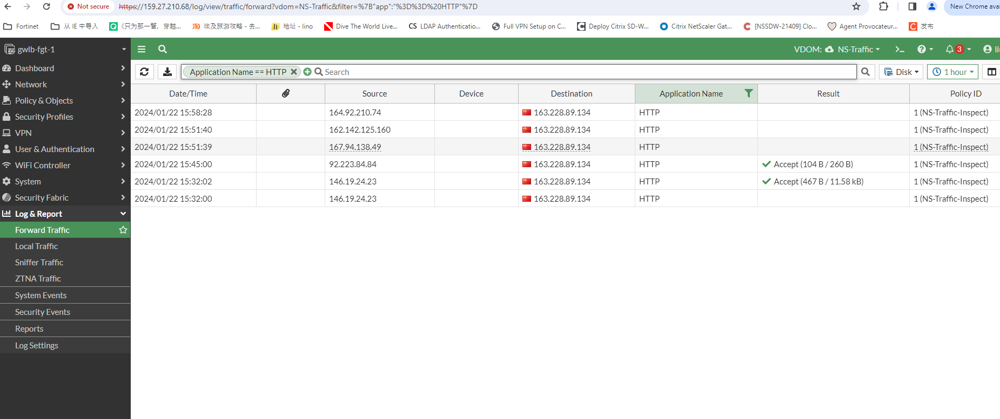 Not secure https://159.27.210.68/log/view/traffic/forward?vdom=NS-Traffic&filter=%7B"app":"%3D%3D%20HTTP"%7D New Chrome avai
Fortinet 从 IE 中导入 《只为那一瞥，穿越... 埃及旅游攻略 - 去... 地址 - lino Dive The World Live... CS LDAP Authenticatio... Full VPN Setup on C... Deploy Citrix SD-W... Citrix NetScaler Gat... [NSSDW-21409] Clo... Agent Provocateur... 发布
gwlb-fgt-1 VDOM: NS-Traffic >_ 3 li
Dashboard
Network
Policy & Objects
Security Profiles
VPN
User & Authentication
WiFi Controller
System
Security Fabric
Log & Report
Forward Traffic
Local Traffic
Sniffer Traffic
ZTNA Traffic
System Events
Security Events
Reports
Log Settings
Application Name == HTTP Search Disk 1 hour
Date/Time Source Device Destination Application Name Result Policy ID
2024/01/22 15:58:28 164.92.210.74 163.228.89.134 HTTP 1 (NS-Traffic-Inspect)
2024/01/22 15:51:40 162.142.125.160 163.228.89.134 HTTP 1 (NS-Traffic-Inspect)
2024/01/22 15:51:39 167.94.138.49 163.228.89.134 HTTP 1 (NS-Traffic-Inspect)
2024/01/22 15:45:00 92.223.84.84 163.228.89.134 HTTP Accept (104 B / 260 B) 1 (NS-Traffic-Inspect)
2024/01/22 15:32:02 146.19.24.23 163.228.89.134 HTTP Accept (467 B / 11.58 kB) 1 (NS-Traffic-Inspect)
2024/01/22 15:32:00 146.19.24.23 163.228.89.134 HTTP 1 (NS-Traffic-Inspect)